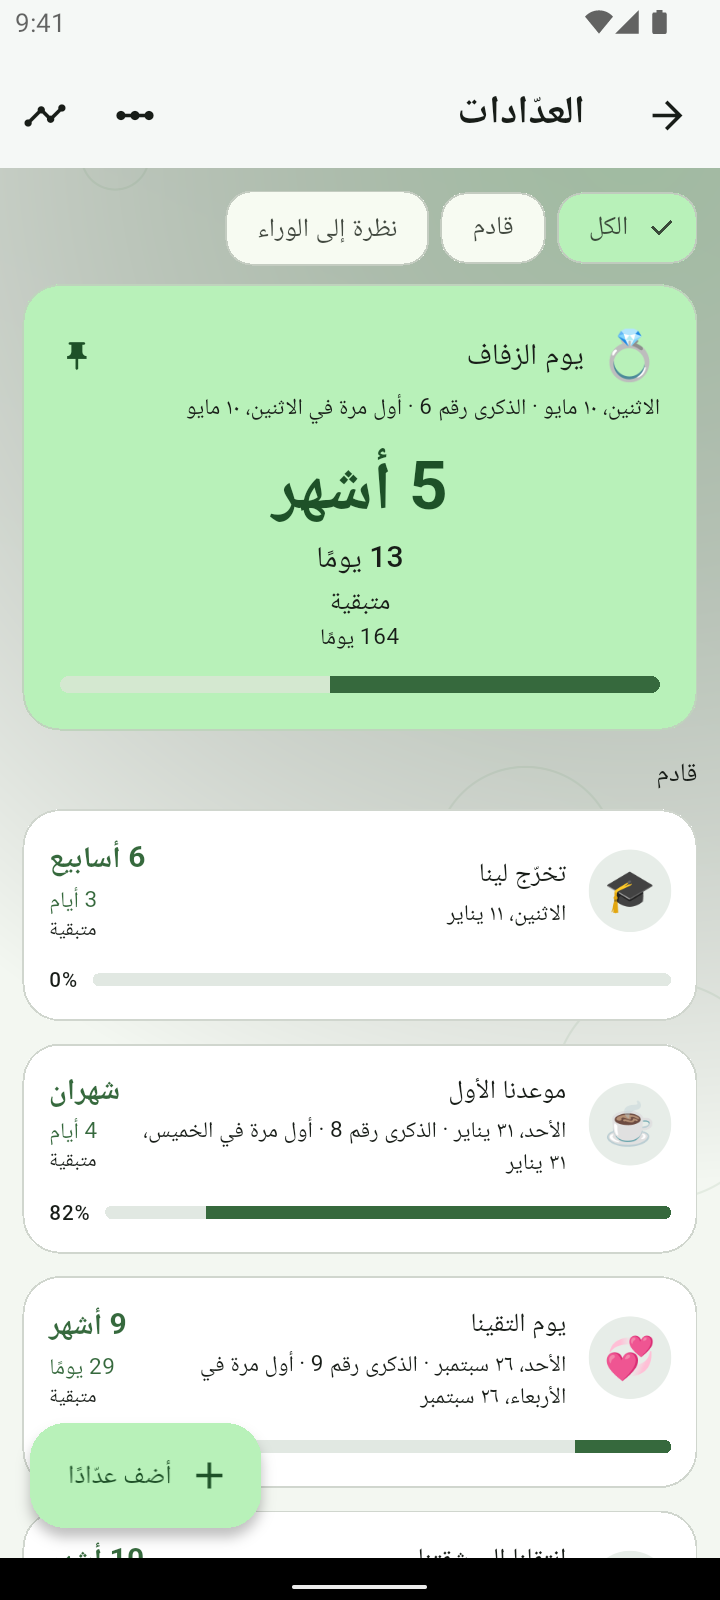 9:41
العدّادات
الكل
قادم
نظرة إلى الوراء
يوم الزفاف
الاثنين، ١٠ مايو · الذكرى رقم 6 · أول مرة في الاثنين، ١٠ مايو
5 أشهر
13 يومًا
متبقية
164 يومًا
قادم
تخرّج لينا
الاثنين، ١١ يناير
6 أسابيع
3 أيام
متبقية
0%
موعدنا الأول
الأحد، ٣١ يناير · الذكرى رقم 8 · أول مرة في الخميس،
٣١ يناير
شهران
4 أيام
متبقية
82%
يوم التقينا
الأحد، ٢٦ سبتمبر · الذكرى رقم 9 · أول مرة في
الأربعاء، ٢٦ سبتمبر
9 أشهر
29 يومًا
متبقية
أضف عدّادًا